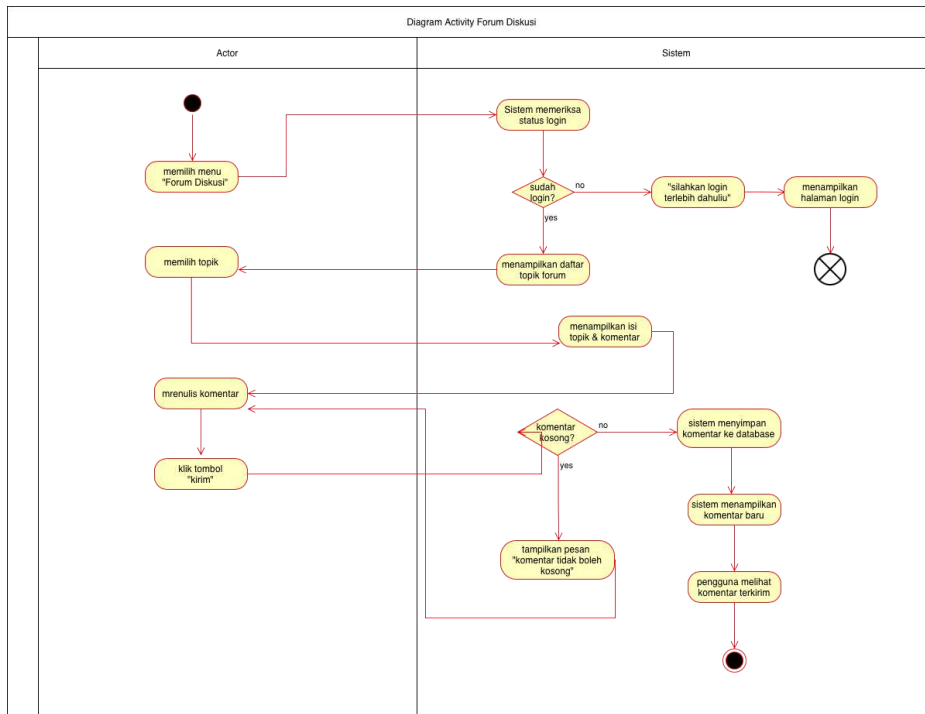 Diagram Activity Forum Diskusi
Actor
Sistem
Sistem memeriksa
status login
memilih menu
"Forum Diskusi"
sudah
login?
no
"silahkan login
terlebih dahuliu"
menampilkan
halaman login
yes
memilih topik
menampilkan daftar
topik forum
menampilkan isi
topik & komentar
mrenulis komentar
komentar
kosong?
no
sistem menyimpan
komentar ke database
klik tombol
"kirim"
yes
sistem menampilkan
komentar baru
tampilkan pesan
"komentar tidak boleh
kosong"
pengguna melihat
komentar terkirim